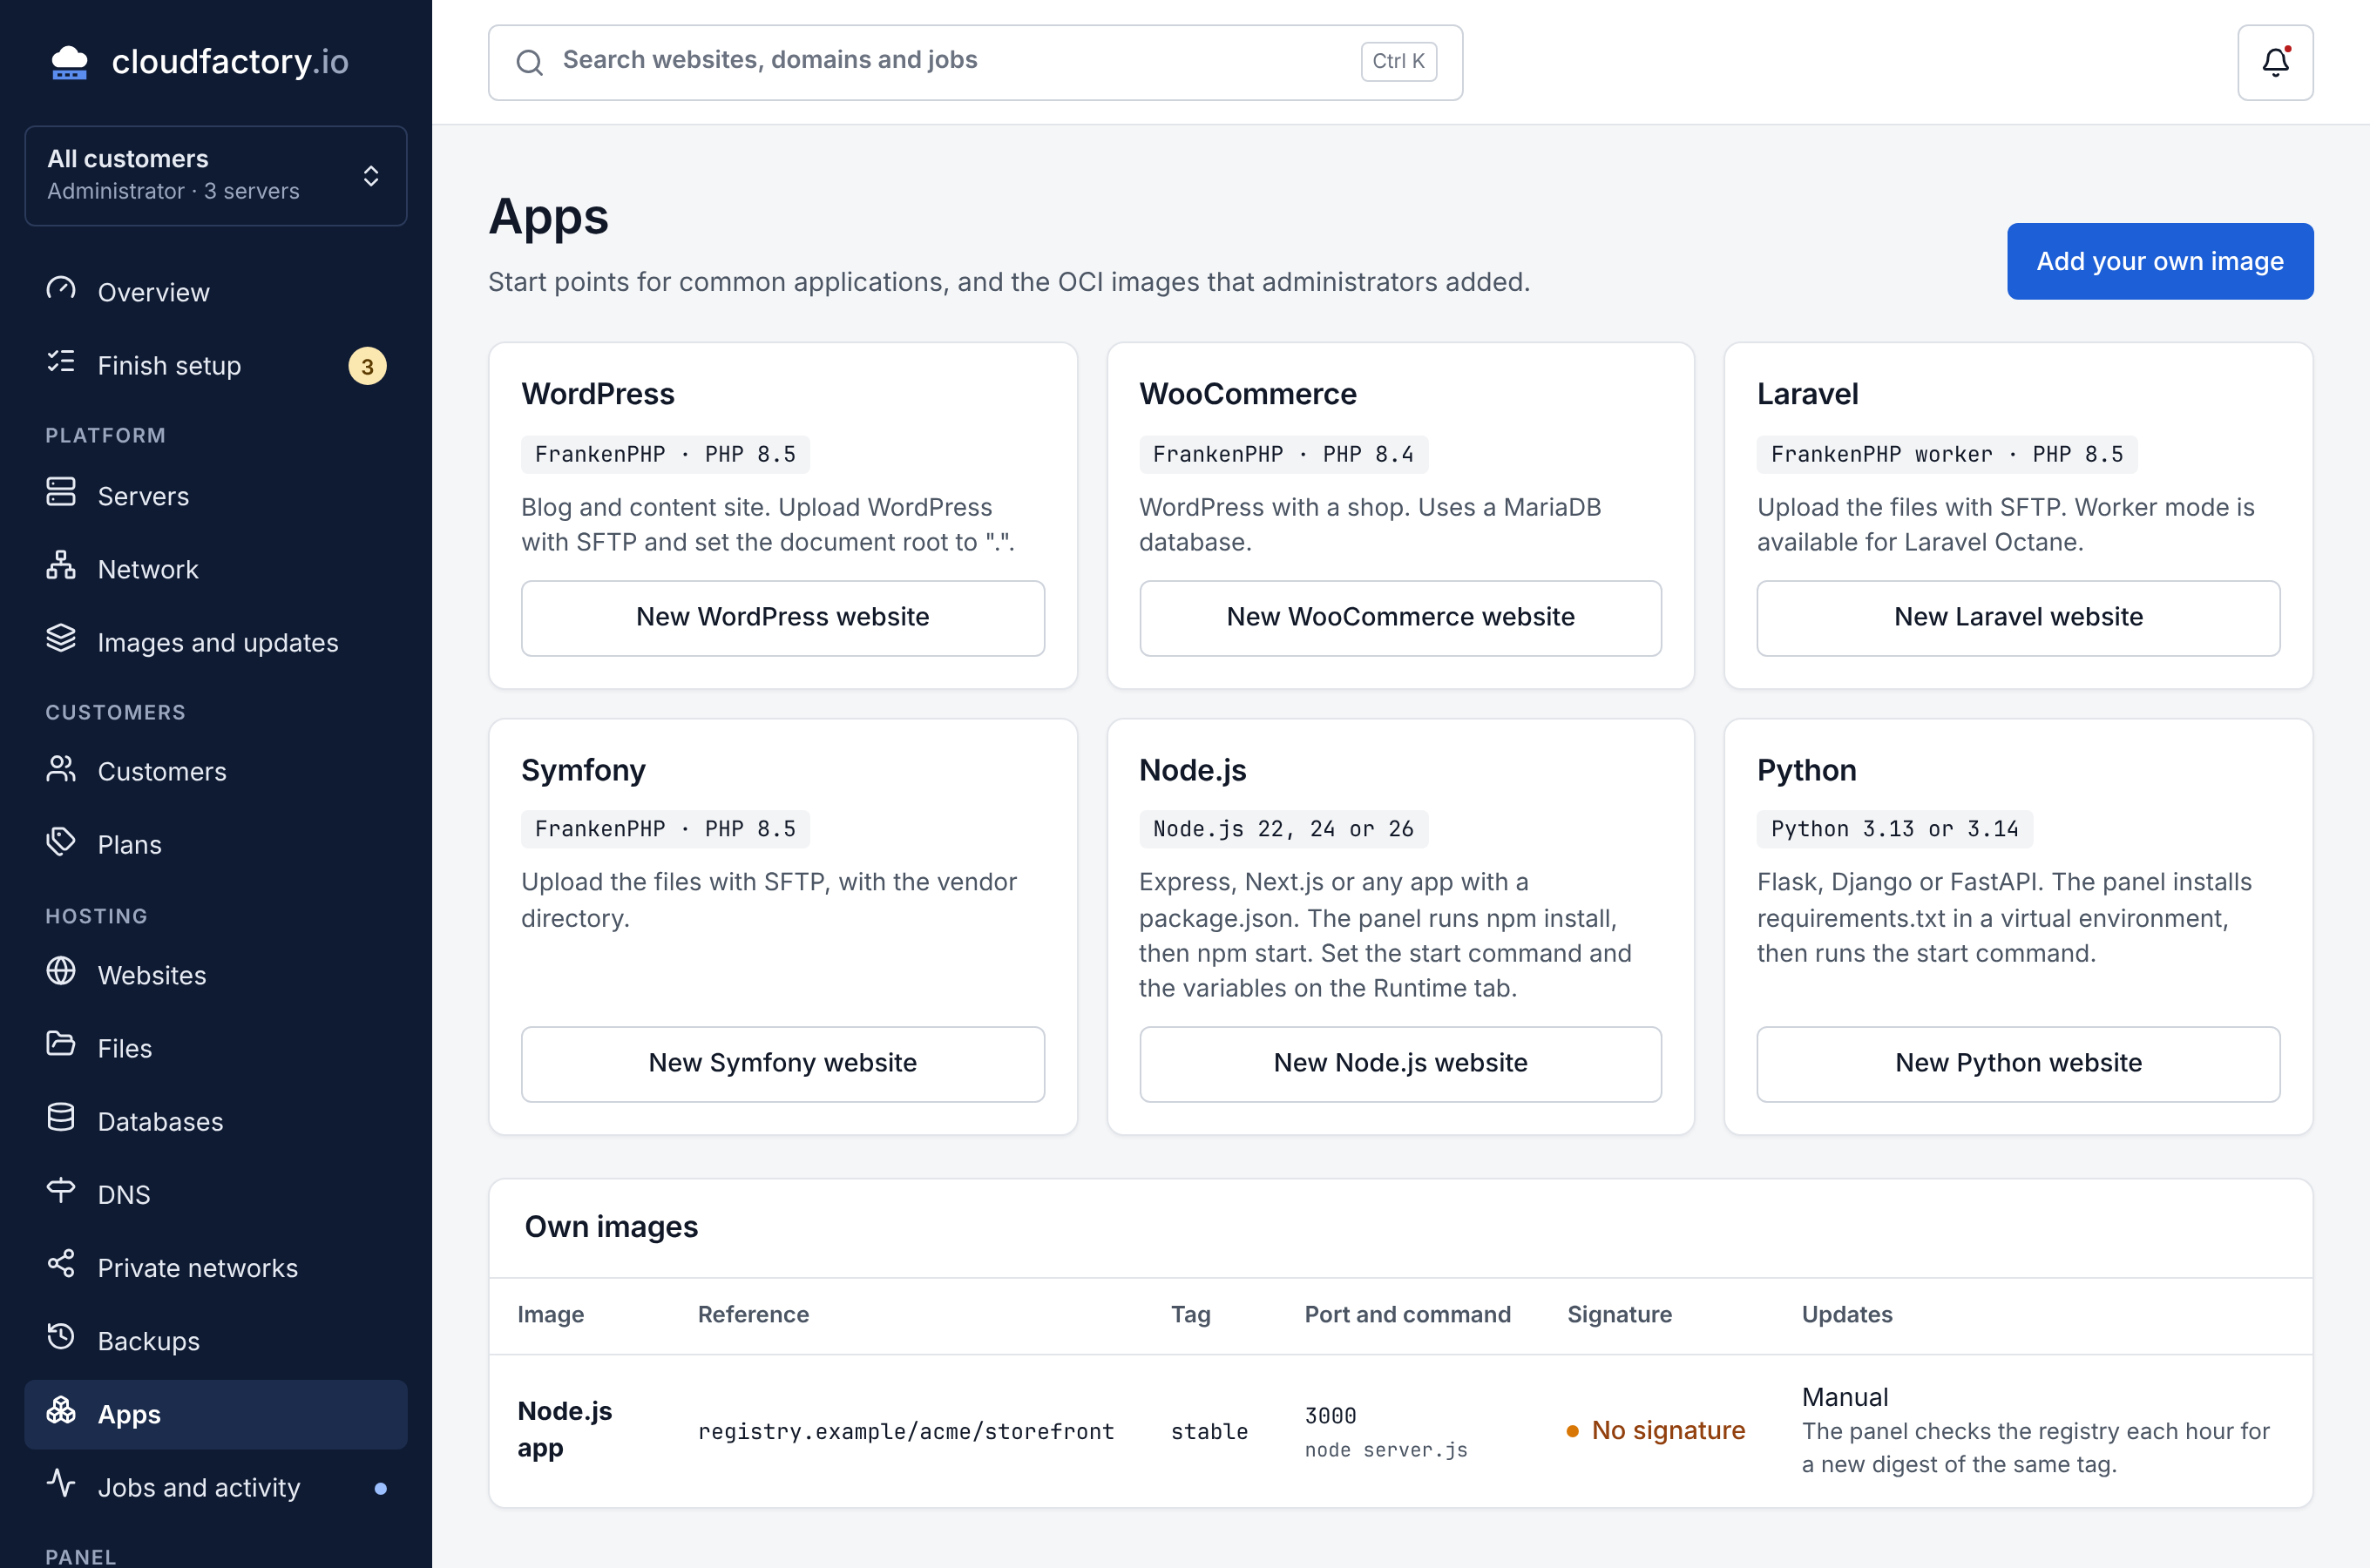 cloudfactory.io
All customers
Administrator · 3 servers
Overview
Finish setup
3
PLATFORM
Servers
Network
Images and updates
CUSTOMERS
Customers
Plans
HOSTING
Websites
Files
Databases
DNS
Private networks
Backups
Apps
Jobs and activity
PANEL
Search websites, domains and jobs
Ctrl K
Apps
Start points for common applications, and the OCI images that administrators added.
Add your own image
WordPress
FrankenPHP · PHP 8.5
Blog and content site. Upload WordPress
with SFTP and set the document root to ".".
New WordPress website
WooCommerce
FrankenPHP · PHP 8.4
WordPress with a shop. Uses a MariaDB
database.
New WooCommerce website
Laravel
FrankenPHP worker · PHP 8.5
Upload the files with SFTP. Worker mode is
available for Laravel Octane.
New Laravel website
Symfony
FrankenPHP · PHP 8.5
Upload the files with SFTP, with the vendor
directory.
New Symfony website
Node.js
Node.js 22, 24 or 26
Express, Next.js or any app with a
package.json. The panel runs npm install,
then npm start. Set the start command and
the variables on the Runtime tab.
New Node.js website
Python
Python 3.13 or 3.14
Flask, Django or FastAPI. The panel installs
requirements.txt in a virtual environment,
then runs the start command.
New Python website
Own images
Image Reference Tag Port and command Signature Updates
Node.js
app
registry.example/acme/storefront
stable
3000
node server.js
No signature
Manual
The panel checks the registry each hour for
a new digest of the same tag.